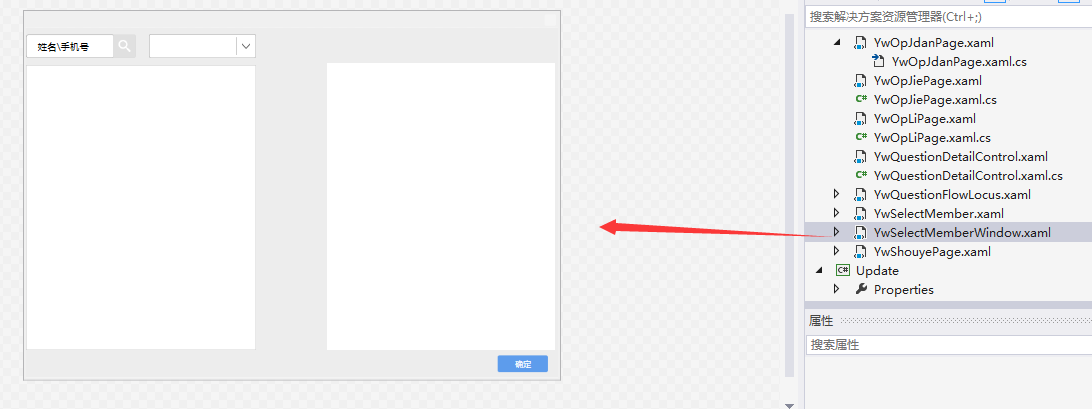 搜索解决方案资源管理器(Ctrl+;)
姓名\手机号
YwOpJdanPage.xaml
YwOpJdanPage.xaml.cs
YwOpJiePage.xaml
C# YwOpJiePage.xaml.cs
YwOpLiPage.xaml
C# YwOpLiPage.xaml.cs
YwQuestionDetailControl.xaml
C# YwQuestionDetailControl.xaml.cs
YwQuestionFlowLocus.xaml
YwSelectMember.xaml
YwSelectMemberWindow.xaml
YwShouyePage.xaml
C# Update
Properties
属性
搜索属性
确定